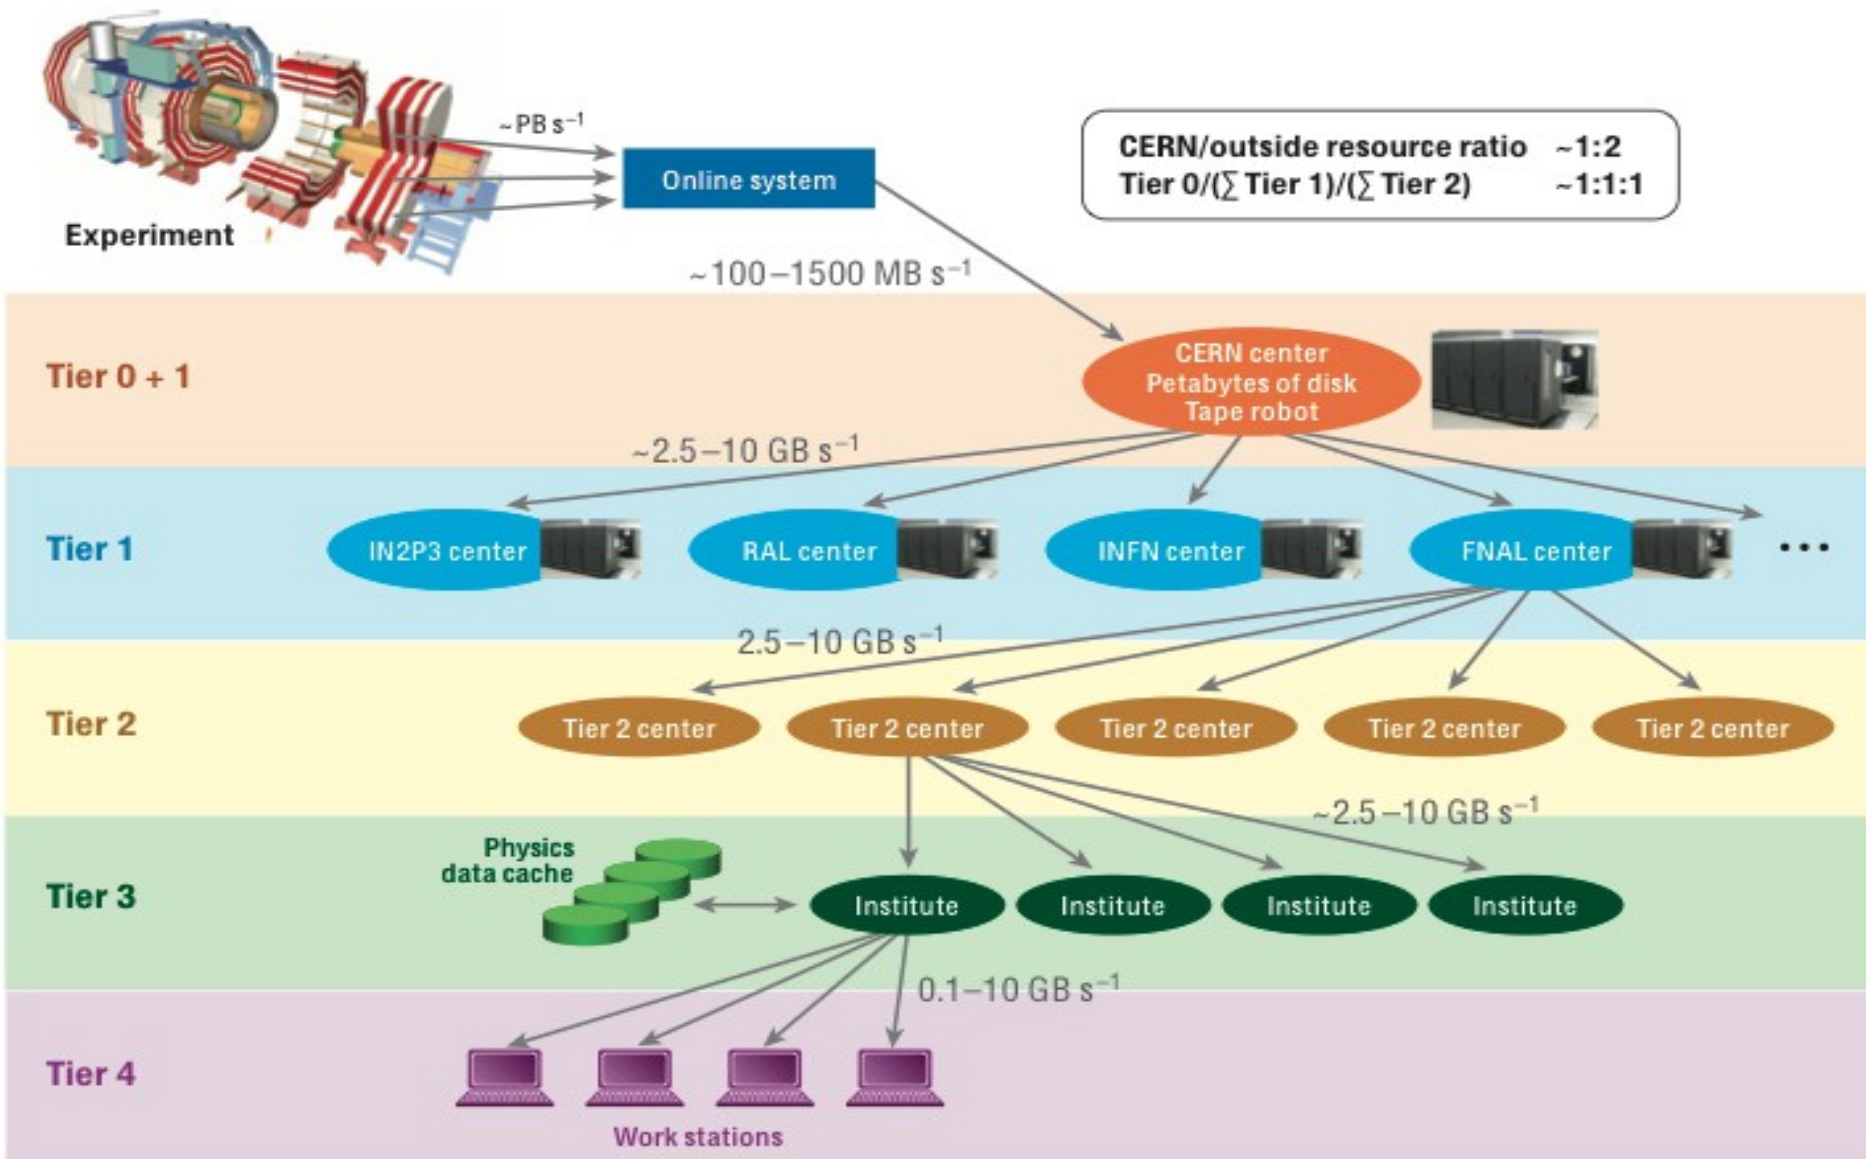 ~PB s⁻¹
Online system
Experiment
CERN/outside resource ratio ~1:2
Tier 0/(∑ Tier 1)/(∑ Tier 2) ~1:1:1
~100–1500 MB s⁻¹
Tier 0 + 1
CERN center
Petabytes of disk
Tape robot
~2.5–10 GB s⁻¹
Tier 1
IN2P3 center
RAL center
INFN center
FNAL center
...
2.5–10 GB s⁻¹
Tier 2
Tier 2 center
Tier 2 center
Tier 2 center
Tier 2 center
Tier 2 center
~2.5–10 GB s⁻¹
Tier 3
Physics
data cache
Institute
Institute
Institute
Institute
0.1–10 GB s⁻¹
Tier 4
Work stations